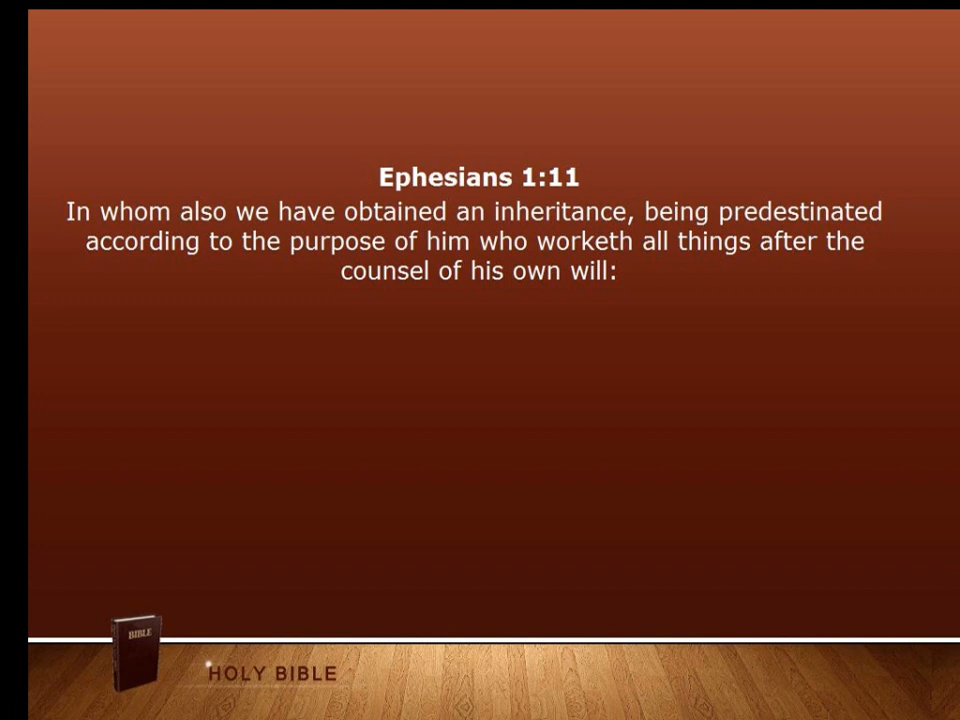 Ephesians 1:11
In whom also we have obtained an inheritance, being predestinated
according to the purpose of him who worketh all things after the
counsel of his own will:
BIBLE
HOLY BIBLE